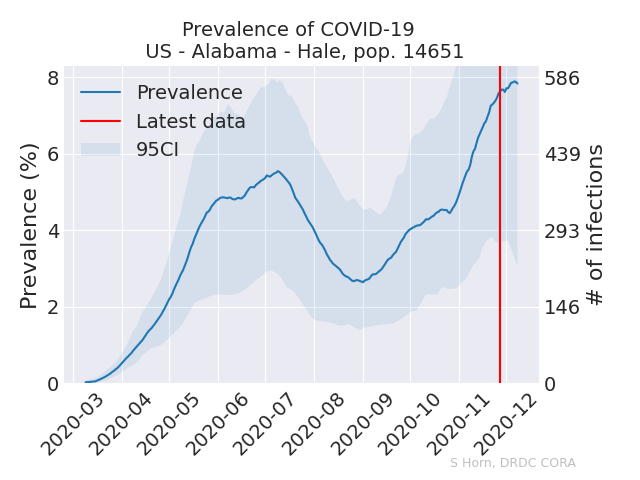 Prevalence of COVID-19
US - Alabama - Hale, pop. 14651
Prevalence
Latest data
95CI
Prevalence (%)
8
6
4
2
0
586
439
293
146
0
# of infections
2020-03
2020-04
2020-05
2020-06
2020-07
2020-08
2020-09
2020-10
2020-11
2020-12
S Horn, DRDC CORA